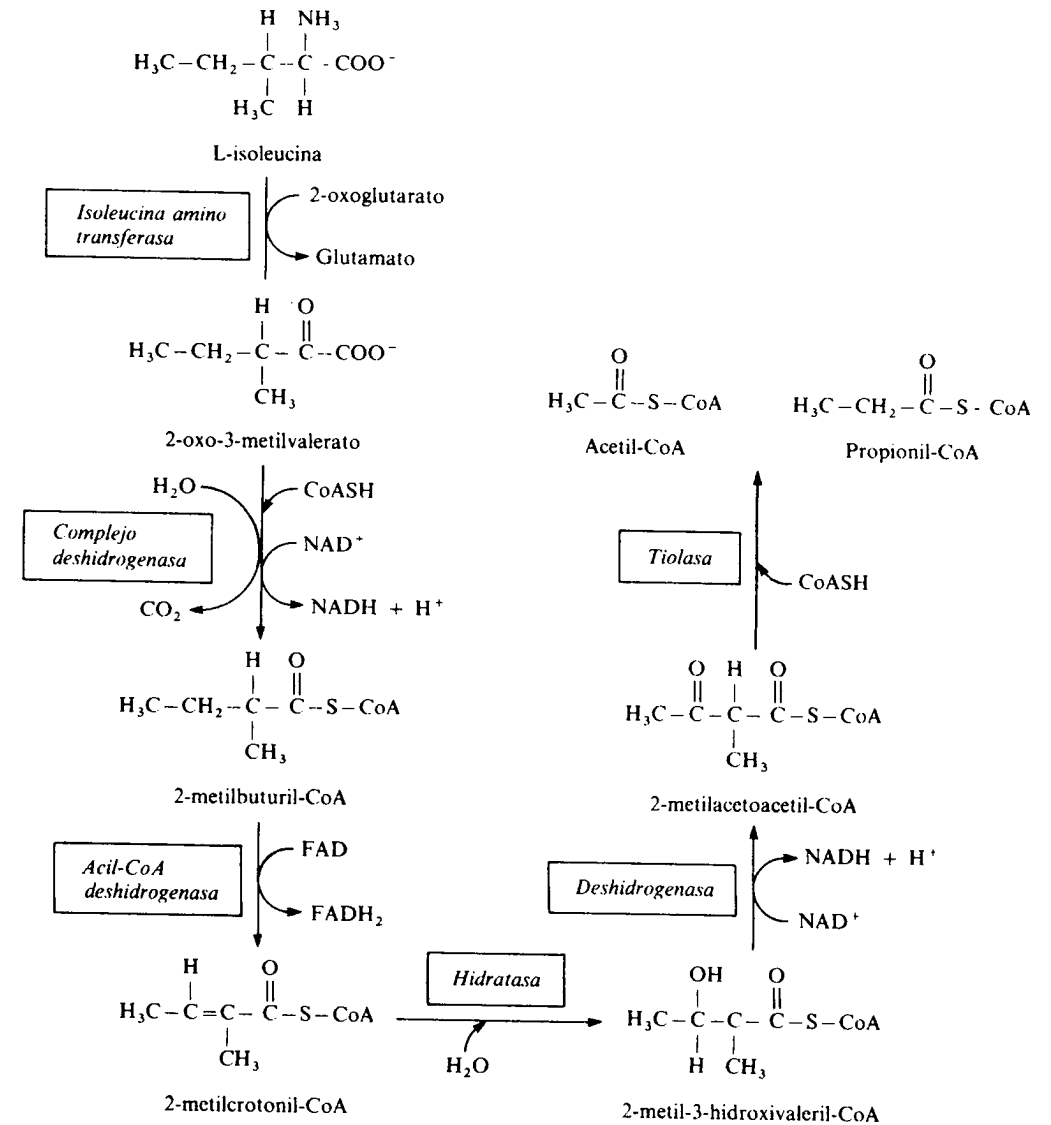 H NH₃
H₃C–CH₂–C--C-COO⁻
H₃C H
L-isoleucina
Isoleucina amino
transferasa
2-oxoglutarato
Glutamato
H O
H₃C–CH₂–C–C--COO⁻
CH₃
2-oxo-3-metilvalerato
H₂O
CoASH
Complejo
deshidrogenasa
NAD⁺
CO₂
NADH + H⁺
H O
H₃C–CH₂–C–C--S–CoA
CH₃
2-metilbuturil-CoA
Acil-CoA
deshidrogenasa
FAD
FADH₂
H O
H₃C–C=C–C–S–CoA
CH₃
2-metilcrotonil-CoA
Hidratasa
H₂O
OH O
H₃C–C–C–C–S–CoA
H CH₃
2-metil-3-hidroxivaleril-CoA
Deshidrogenasa
NADH + H⁺
NAD⁺
O H O
H₃C–C–C–C–S–CoA
CH₃
2-metilacetoacetil-CoA
Tiolasa
CoASH
O
H₃C–C--S–CoA
Acetil-CoA
O
H₃C–CH₂–C–S-CoA
Propionil-CoA